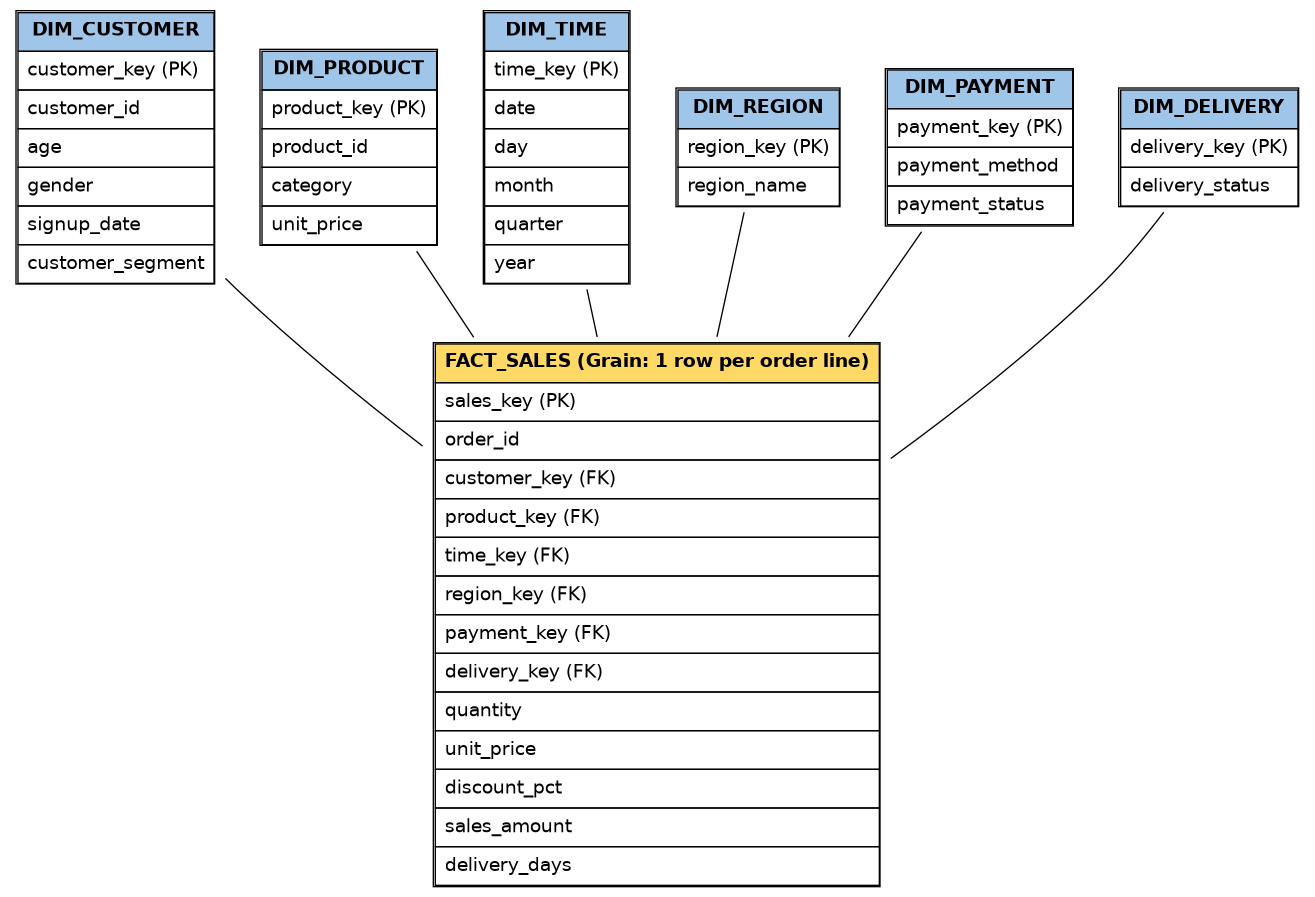 DIM_CUSTOMER
customer_key (PK)
customer_id
age
gender
signup_date
customer_segment
DIM_PRODUCT
product_key (PK)
product_id
category
unit_price
DIM_TIME
time_key (PK)
date
day
month
quarter
year
DIM_REGION
region_key (PK)
region_name
DIM_PAYMENT
payment_key (PK)
payment_method
payment_status
DIM_DELIVERY
delivery_key (PK)
delivery_status
FACT_SALES (Grain: 1 row per order line)
sales_key (PK)
order_id
customer_key (FK)
product_key (FK)
time_key (FK)
region_key (FK)
payment_key (FK)
delivery_key (FK)
quantity
unit_price
discount_pct
sales_amount
delivery_days